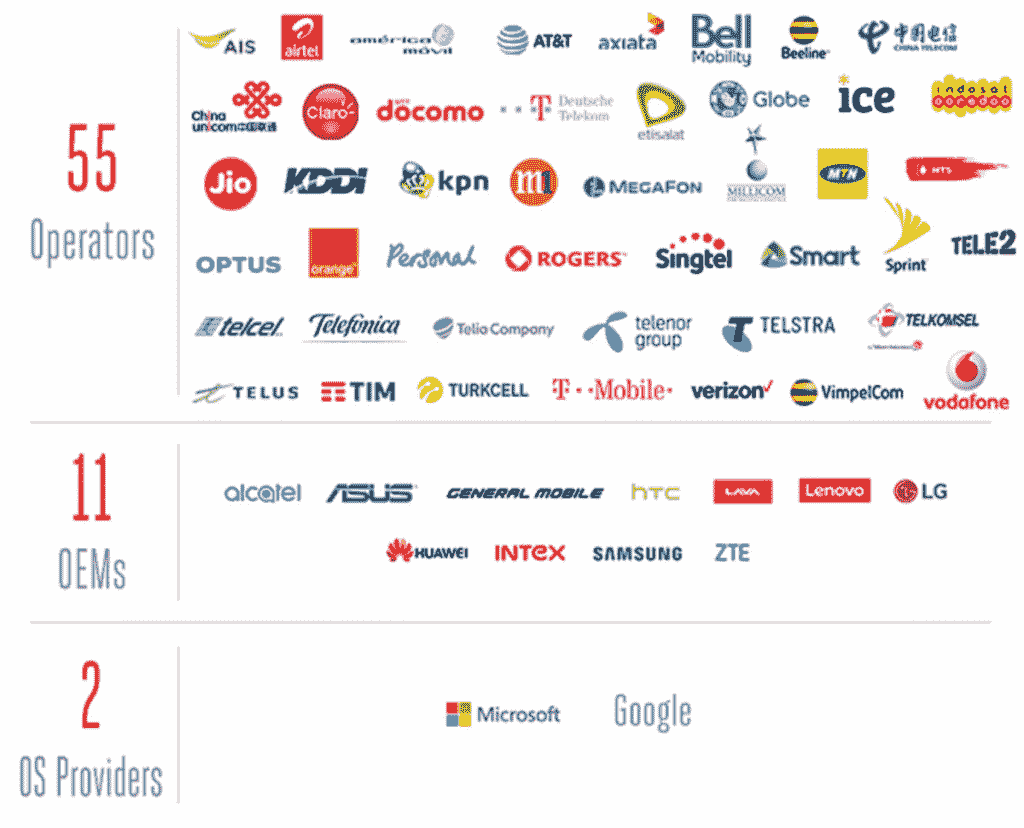 AIS
airtel
américa móvil
AT&T
axiata
Bell Mobility
Beeline
中国电信
CHINA TELECOM
China unicom中国联通
Claro
döcomo
T Deutsche Telekom
etisalat
Globe
ice
indosat ooredoo
55
Operators
Jio
KDDI
kpn
m1
MEGAFON
MILLICOM
MTN
MTS
OPTUS
orange
Personal
ROGERS
Singtel
Smart
Sprint
TELE2
telcel
Telefónica
Telia Company
telenor group
TELSTRA
TELKOMSEL
TELUS
TIM
TURKCELL
T Mobile
verizon
VimpelCom
vodafone
11
OEMs
alcatel
ASUS
GENERAL MOBILE
hTC
LAVA
Lenovo
LG
HUAWEI
INTEX
SAMSUNG
ZTE
2
OS Providers
Microsoft
Google